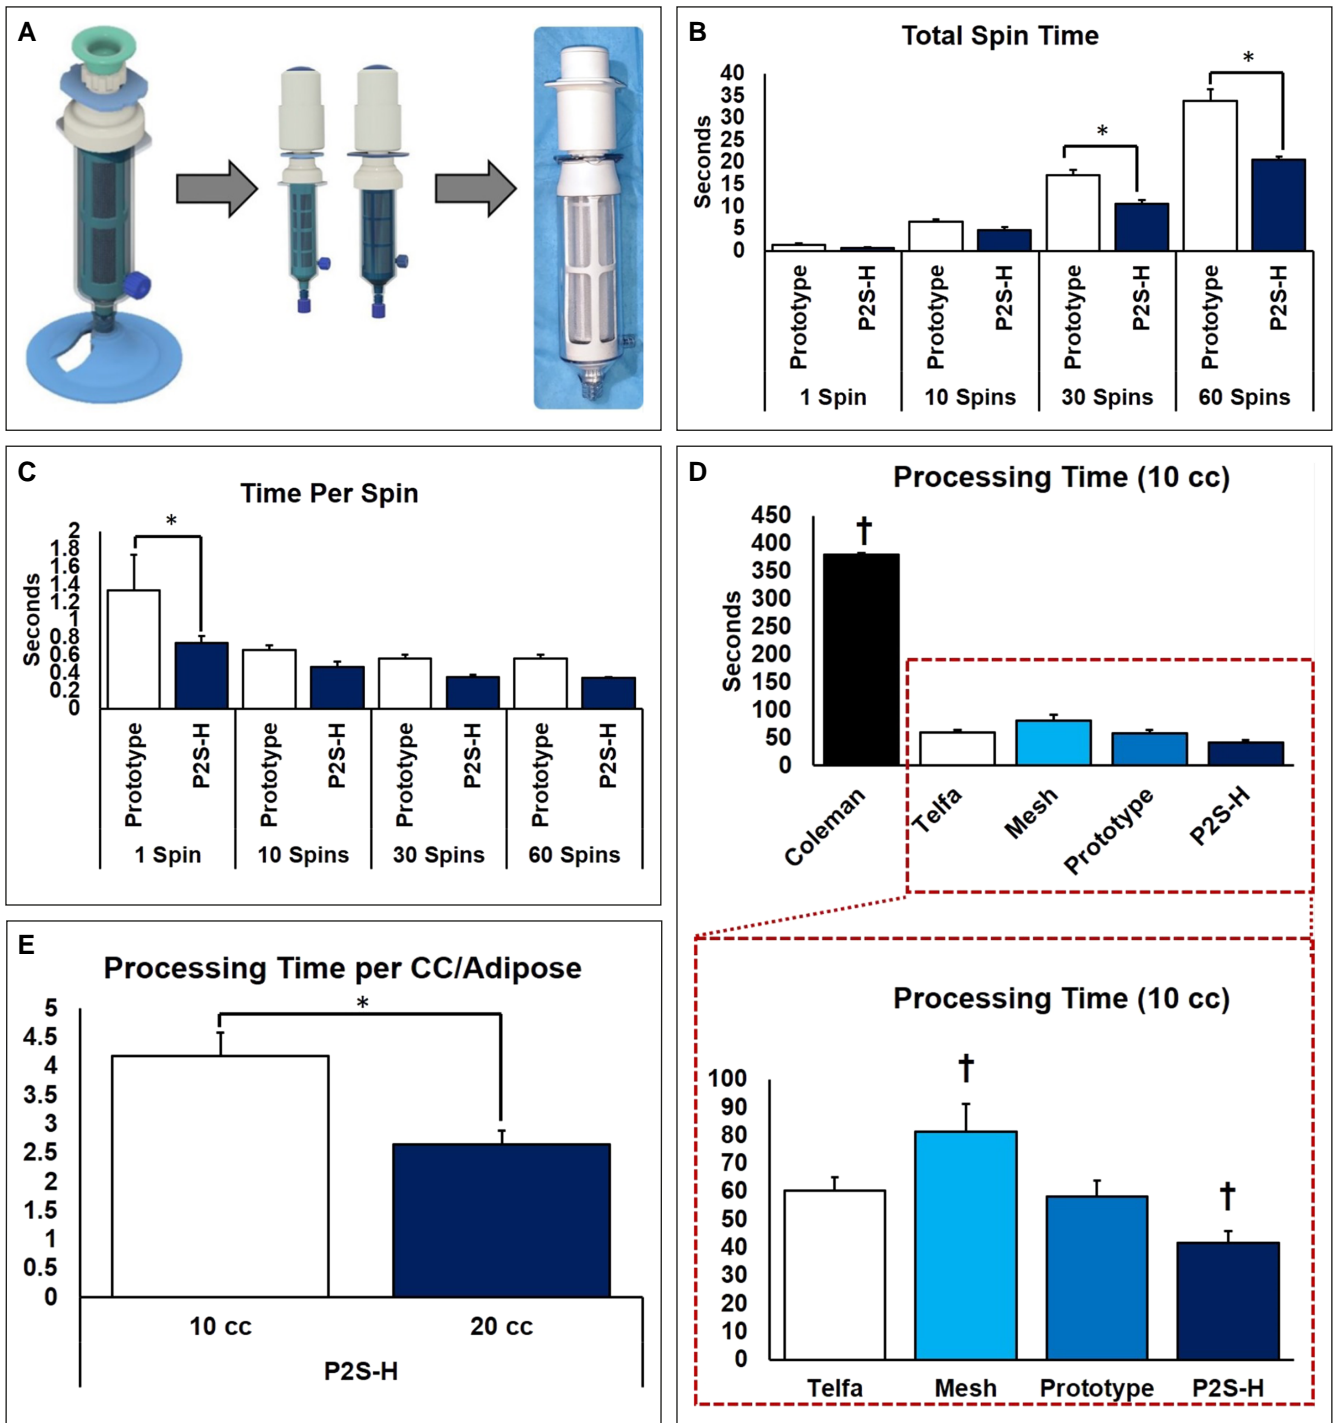 A
B
Total Spin Time
40
35
30
25
20
15
10
5
0
Seconds
*
*
Prototype
P2S-H
Prototype
P2S-H
Prototype
P2S-H
Prototype
P2S-H
1 Spin
10 Spins
30 Spins
60 Spins
C
Time Per Spin
2
1.8
1.6
1.4
1.2
1
0.8
0.6
0.4
0.2
0
Seconds
*
Prototype
P2S-H
Prototype
P2S-H
Prototype
P2S-H
Prototype
P2S-H
1 Spin
10 Spins
30 Spins
60 Spins
D
Processing Time (10 cc)
450
400
350
300
250
200
150
100
50
0
Seconds
†
Coleman
Telfa
Mesh
Prototype
P2S-H
Processing Time (10 cc)
100
90
80
70
60
50
40
30
20
10
0
†
†
Telfa
Mesh
Prototype
P2S-H
E
Processing Time per CC/Adipose
5
4.5
4
3.5
3
2.5
2
1.5
1
0.5
0
*
10 cc
20 cc
P2S-H